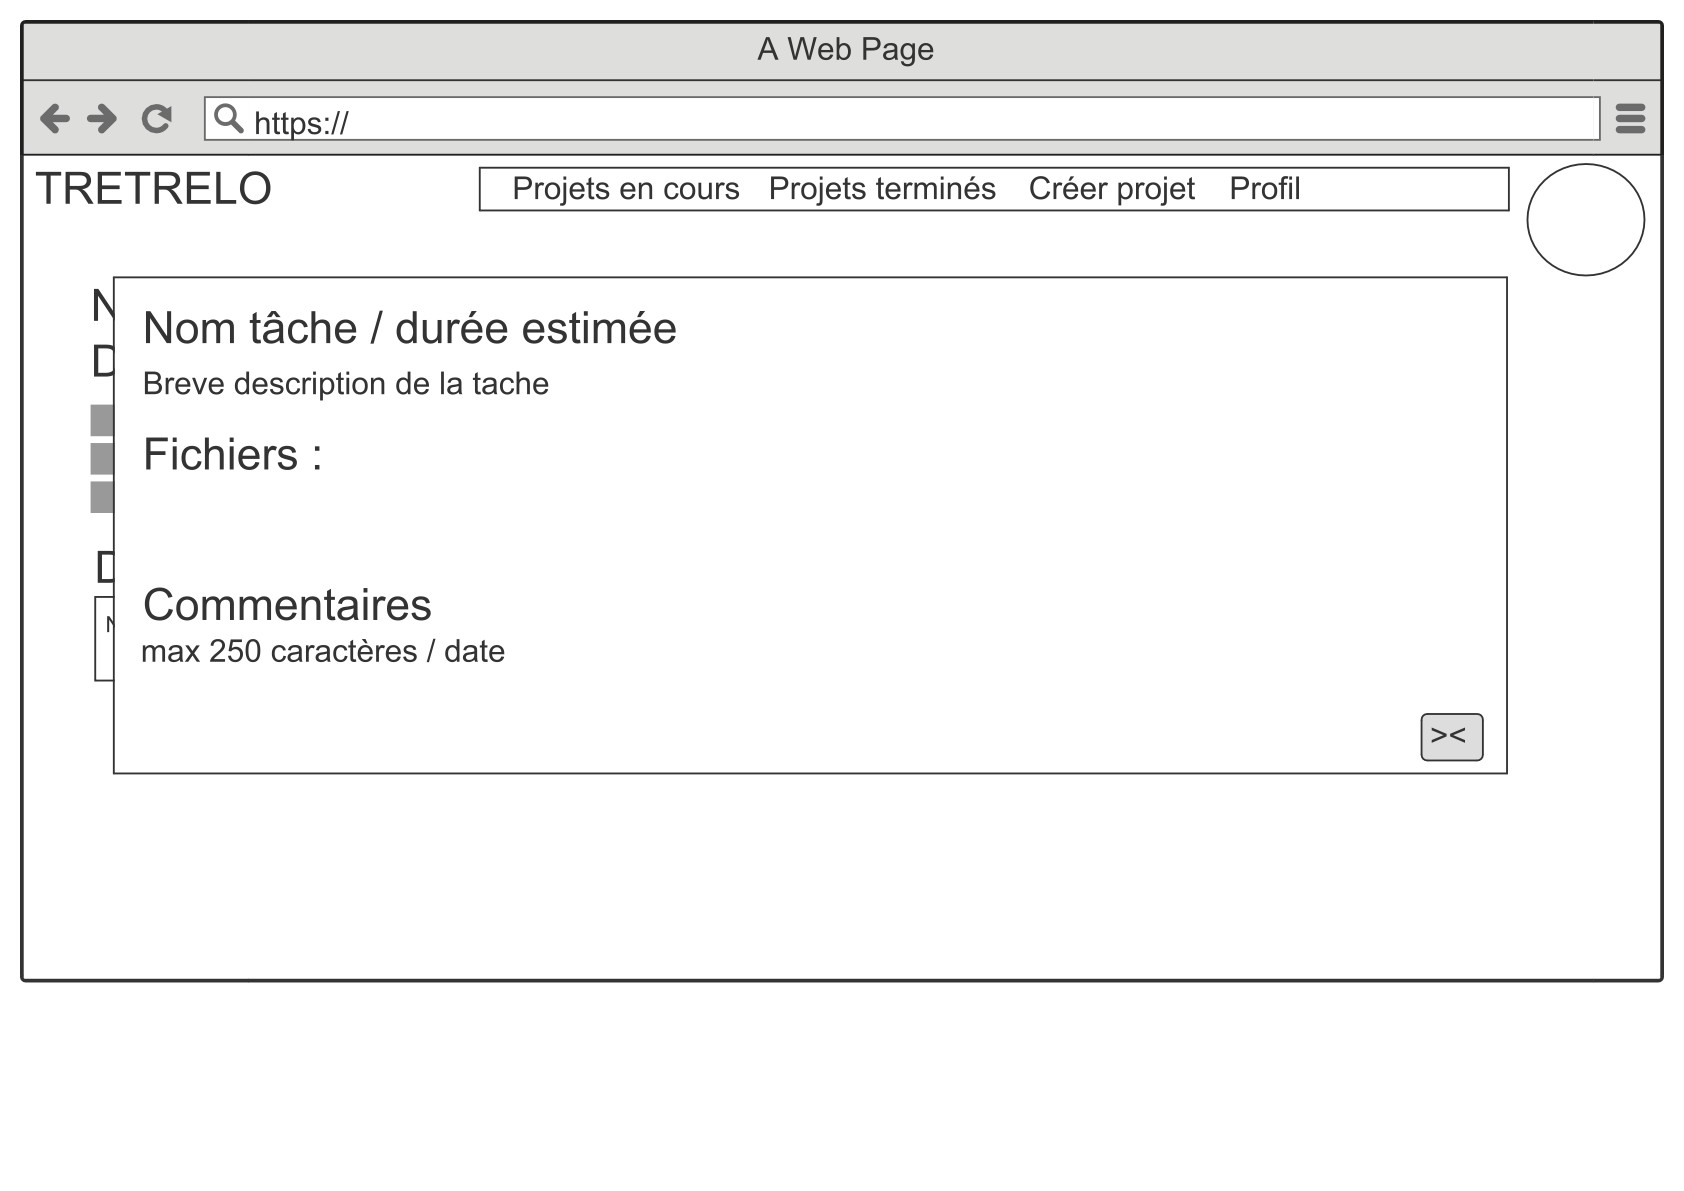 A Web Page
https://
TRETRELO
Projets en cours Projets terminés Créer projet Profil
N
Nom tâche / durée estimée
D
Breve description de la tache
Fichiers :
D
Commentaires
N
max 250 caractères / date
><